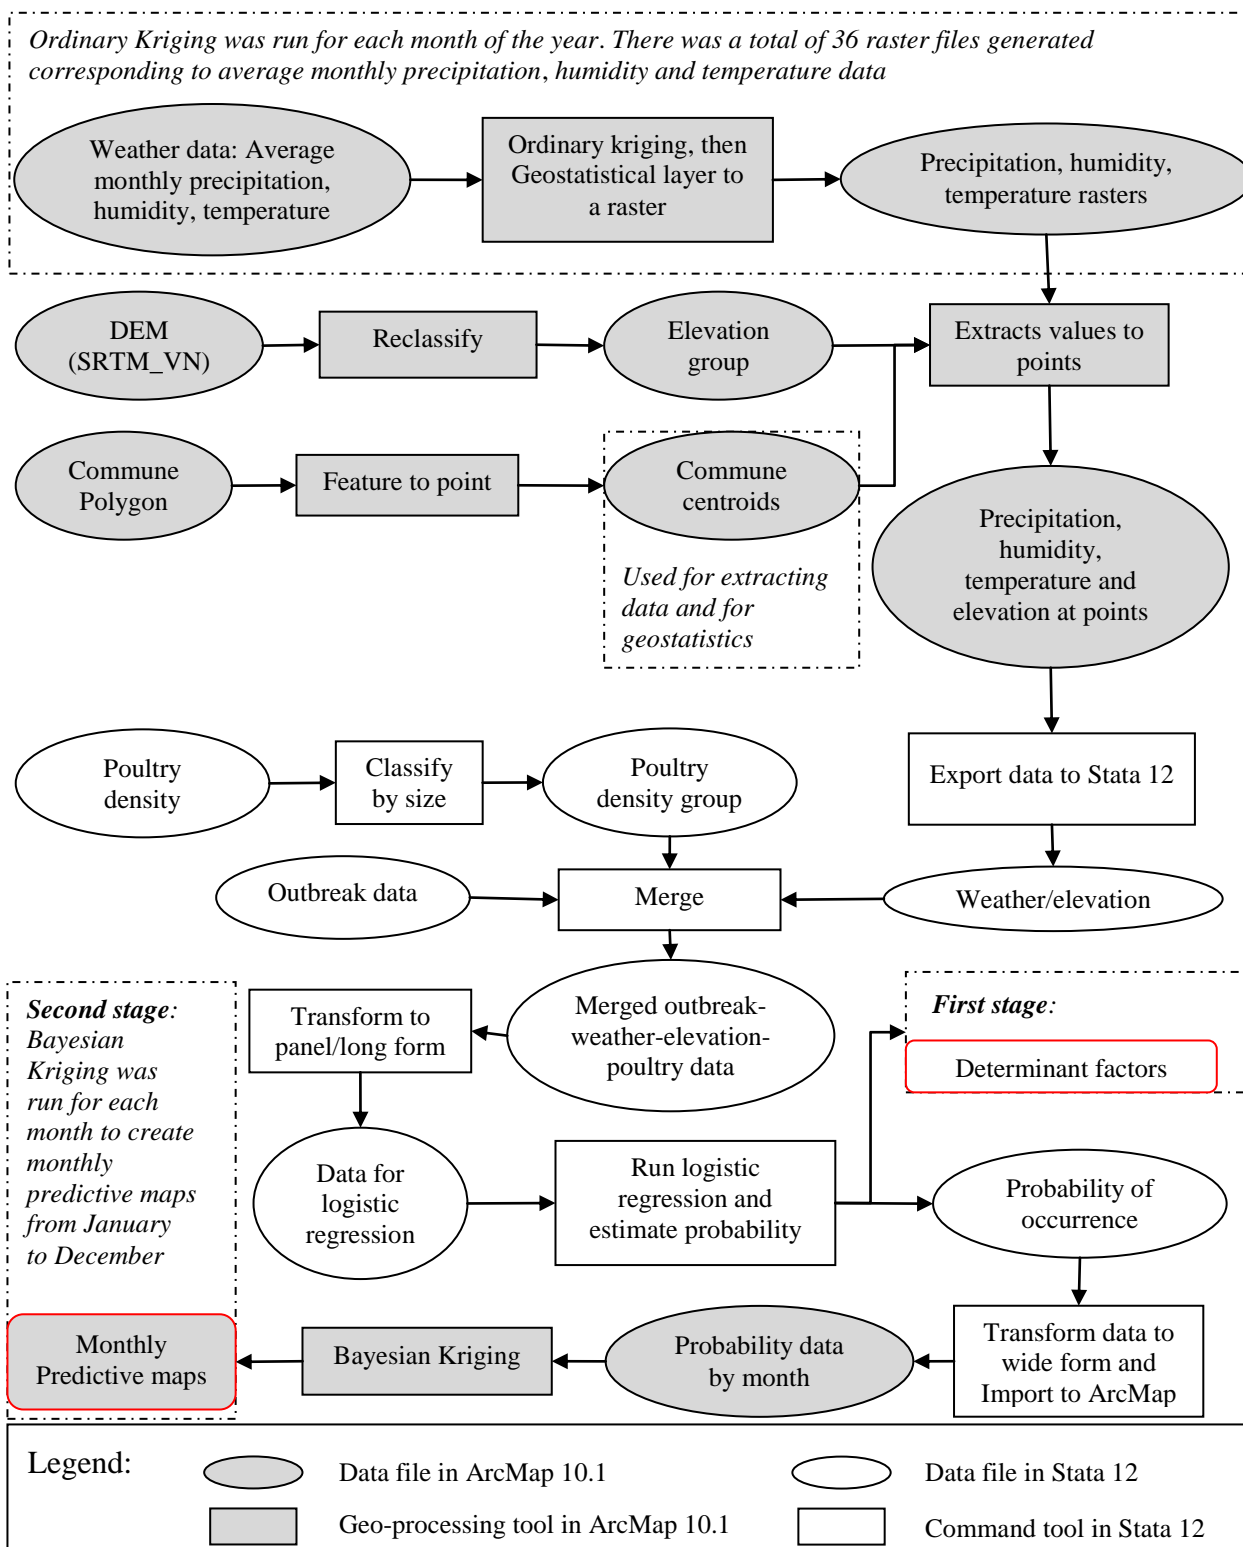 Ordinary Kriging was run for each month of the year. There was a total of 36 raster files generated
corresponding to average monthly precipitation, humidity and temperature data
Weather data: Average
monthly precipitation,
humidity, temperature
Ordinary kriging, then
Geostatistical layer to
a raster
Precipitation, humidity,
temperature rasters
DEM
(SRTM_VN)
Reclassify
Elevation
group
Extracts values to
points
Commune
Polygon
Feature to point
Commune
centroids
Used for extracting
data and for
geostatistics
Precipitation,
humidity,
temperature and
elevation at points
Poultry
density
Classify
by size
Poultry
density group
Export data to Stata 12
Outbreak data
Merge
Weather/elevation
Second stage:
Bayesian
Kriging was
run for each
month to create
monthly
predictive maps
from January
to December
Transform to
panel/long form
Merged outbreak-
weather-elevation-
poultry data
First stage:
Determinant factors
Data for
logistic
regression
Run logistic
regression and
estimate probability
Probability of
occurrence
Monthly
Predictive maps
Bayesian Kriging
Probability data
by month
Transform data to
wide form and
Import to ArcMap
Legend:
Data file in ArcMap 10.1
Data file in Stata 12
Geo-processing tool in ArcMap 10.1
Command tool in Stata 12